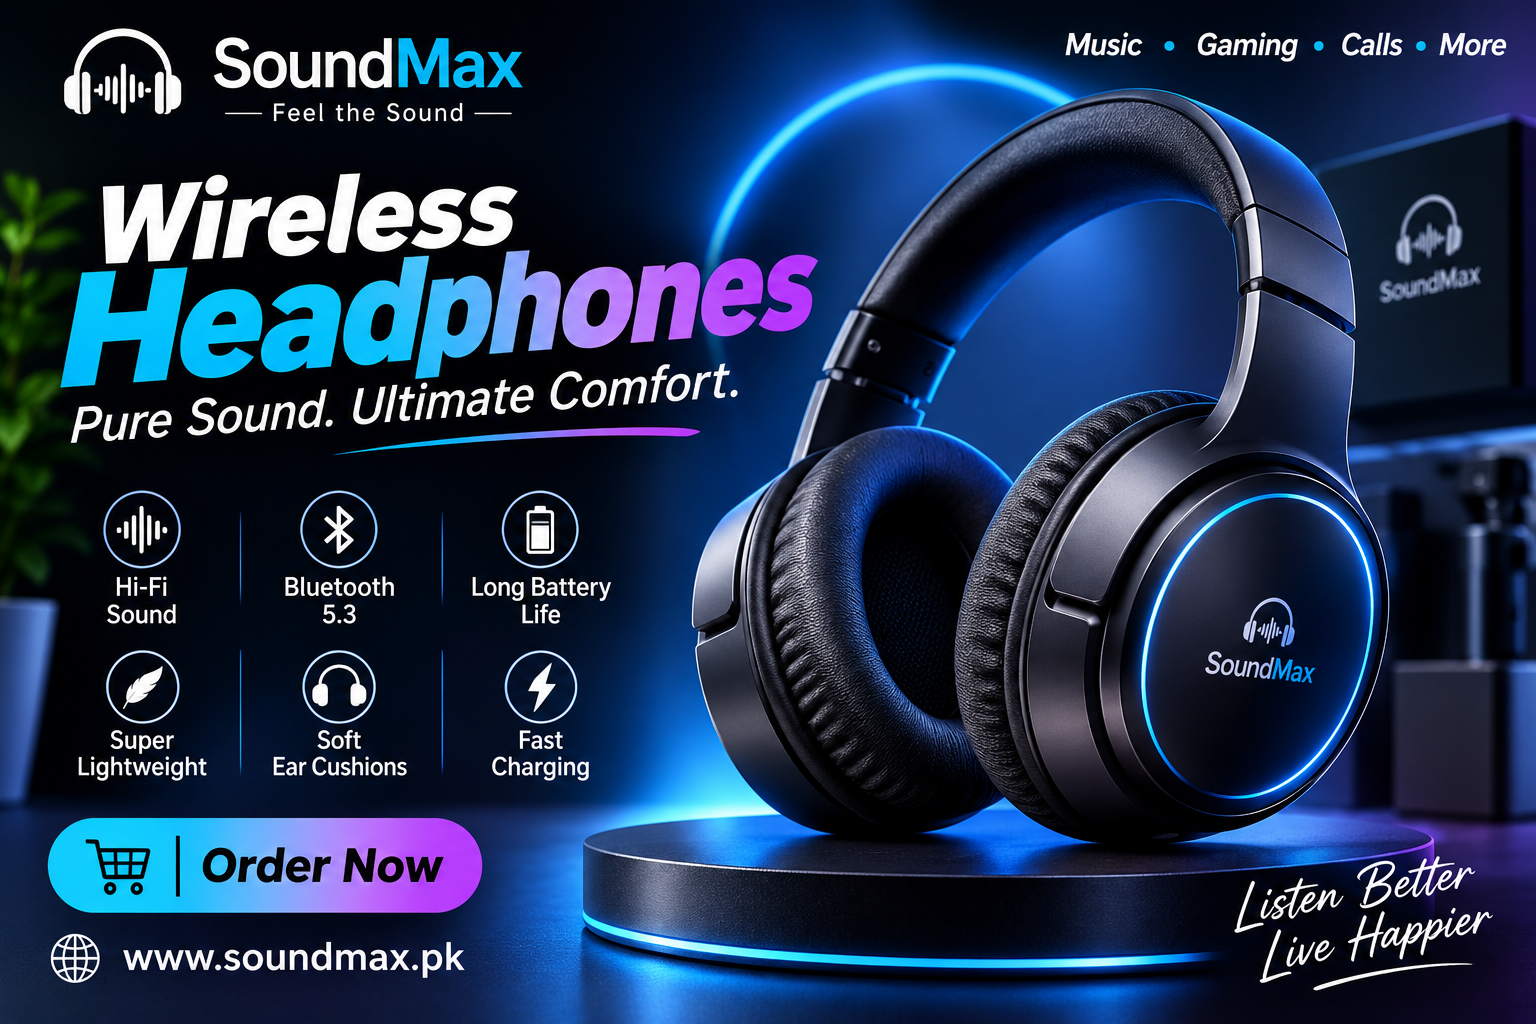 SoundMax
Feel the Sound
Music • Gaming • Calls • More
Wireless
Headphones
Pure Sound. Ultimate Comfort.
SoundMax
Hi-Fi
Sound
Bluetooth
5.3
Long Battery
Life
Super
Lightweight
Soft
Ear Cushions
Fast
Charging
SoundMax
Order Now
www.soundmax.pk
Listen Better
Live Happier